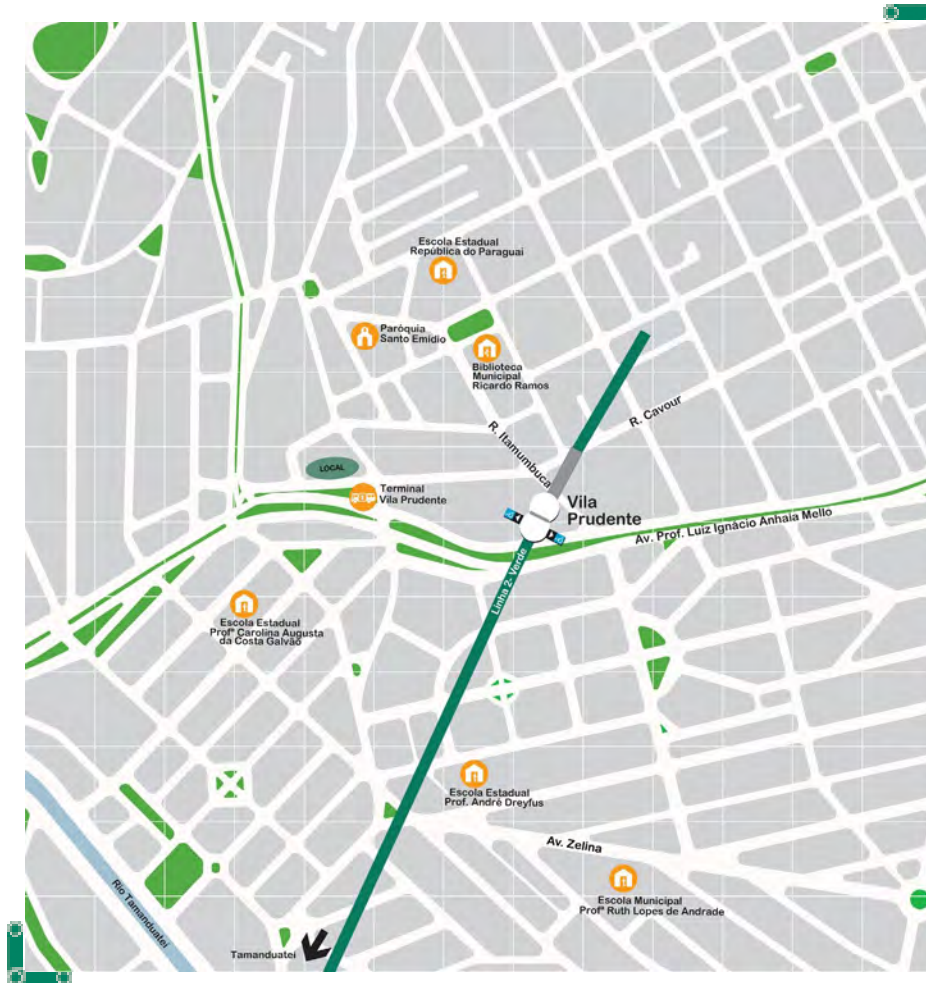 Escola Estadual
República do Paraguai
Paróquia
Santo Emídio
Biblioteca
Municipal
Ricardo Ramos
R. Cavour
R. Itamumbuca
LOCAL
Terminal
Vila Prudente
Vila
Prudente
Av. Prof. Luiz Ignácio Anhaia Mello
Linha 2- Verde
Escola Estadual
Profª Carolina Augusta
da Costa Galvão
Escola Estadual
Prof. André Dreyfus
Av. Zelina
Escola Municipal
Profª Ruth Lopes de Andrade
Rio Tamanduateí
Tamanduateí